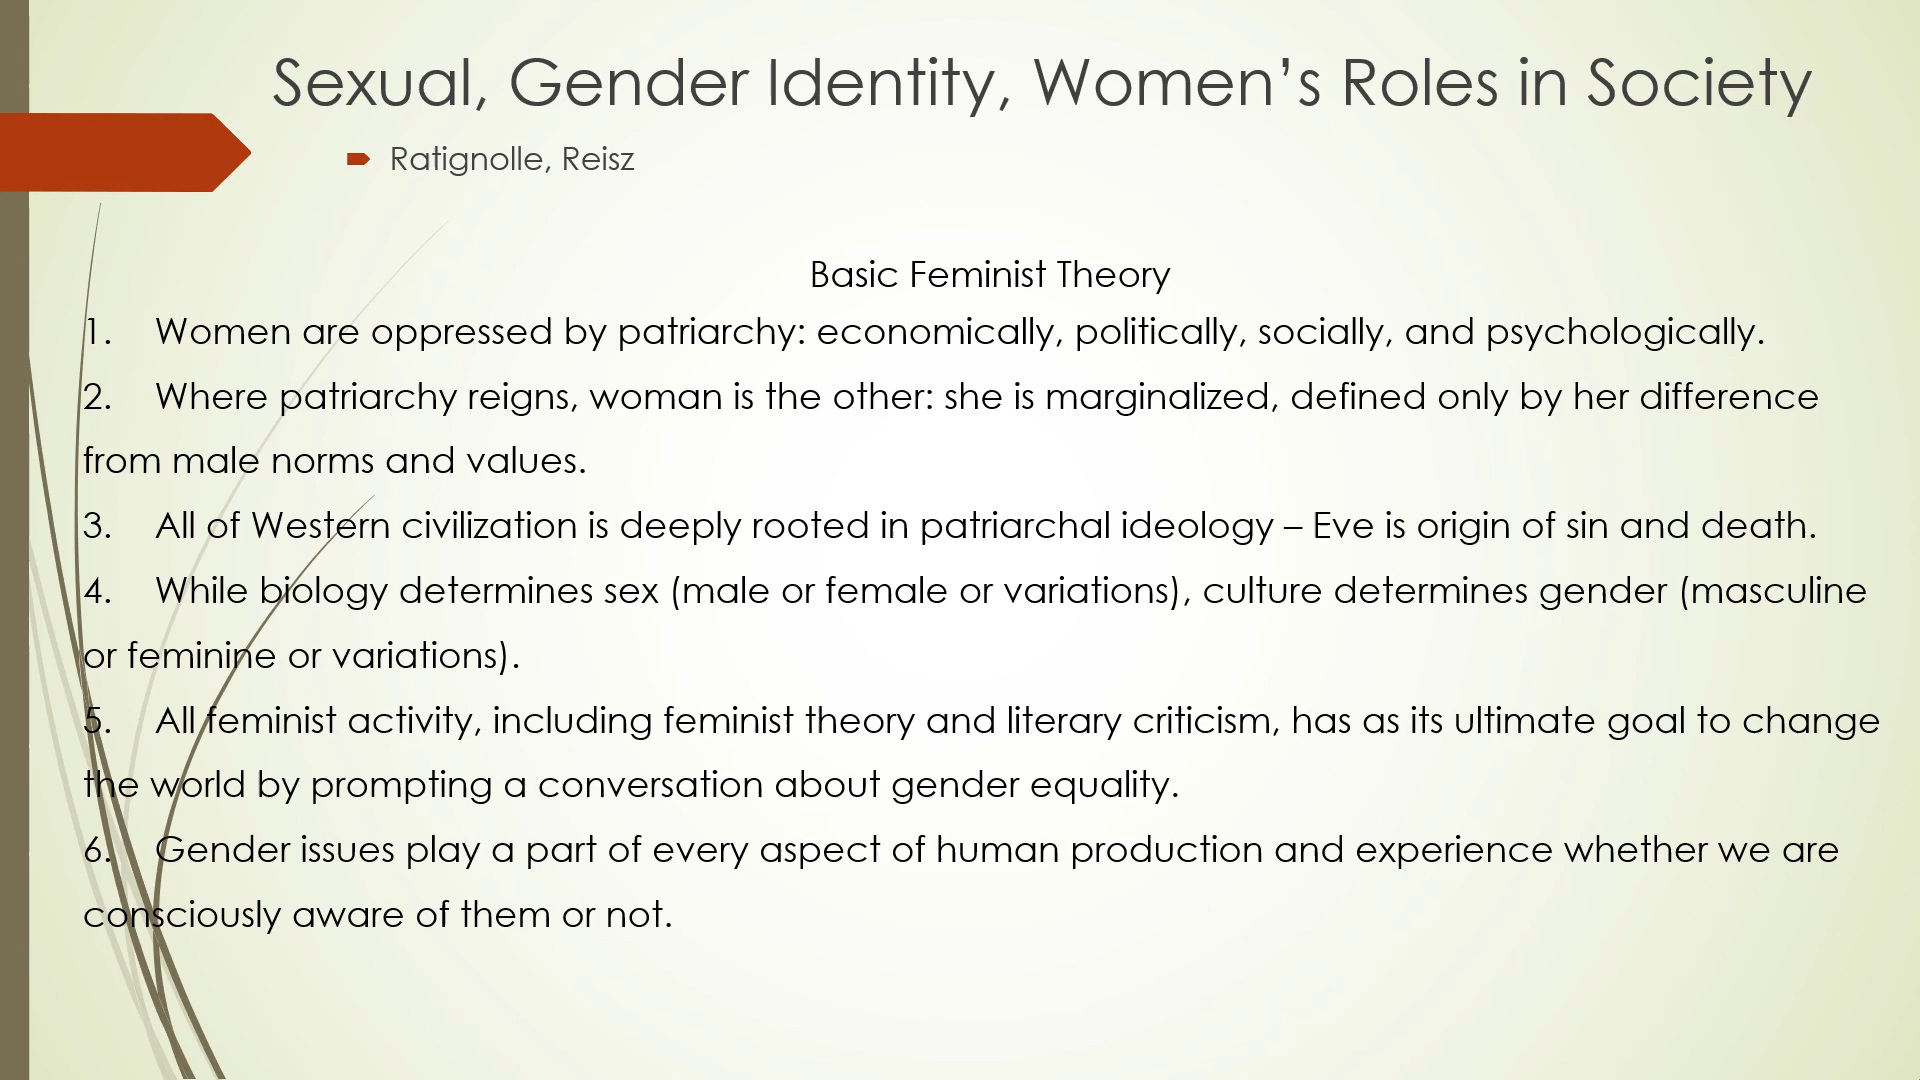 Sexual, Gender Identity, Women’s Roles in Society
Ratignolle, Reisz
Basic Feminist Theory
1. Women are oppressed by patriarchy: economically, politically, socially, and psychologically.
2. Where patriarchy reigns, woman is the other: she is marginalized, defined only by her difference
from male norms and values.
3. All of Western civilization is deeply rooted in patriarchal ideology – Eve is origin of sin and death.
4. While biology determines sex (male or female or variations), culture determines gender (masculine
or feminine or variations).
5. All feminist activity, including feminist theory and literary criticism, has as its ultimate goal to change
the world by prompting a conversation about gender equality.
6. Gender issues play a part of every aspect of human production and experience whether we are
consciously aware of them or not.